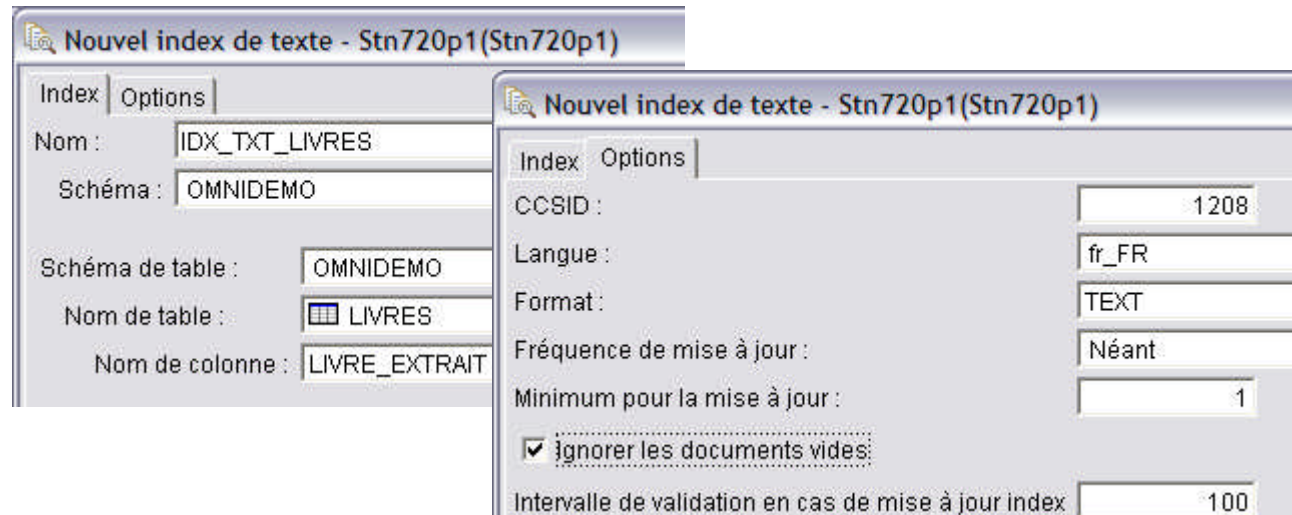 Nouvel index de texte - Stn720p1(Stn720p1)
Index Options
Nom : IDX_TXT_LIVRES
Schéma : OMNIDEMO
Schéma de table : OMNIDEMO
Nom de table : LIVRES
Nom de colonne : LIVRE_EXTRAIT
Nouvel index de texte - Stn720p1(Stn720p1)
Index Options
CCSID : 1208
Langue : fr_FR
Format : TEXT
Fréquence de mise à jour : Néant
Minimum pour la mise à jour : 1
Ignorer les documents vides
Intervalle de validation en cas de mise à jour index 100